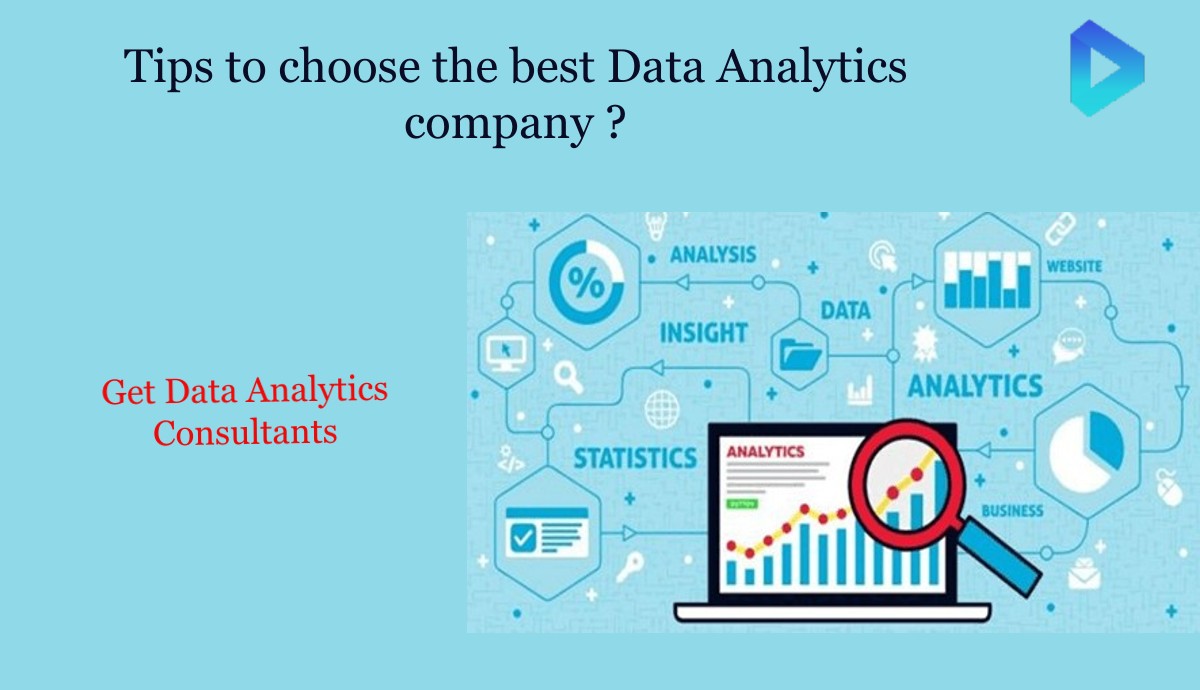 Tips to choose the best Data Analytics
company ?
Get Data Analytics
Consultants
ANALYSIS
WEBSITE
DATA
INSIGHT
ANALYTICS
STATISTICS
ANALYTICS
BUTTON
BUSINESS
%